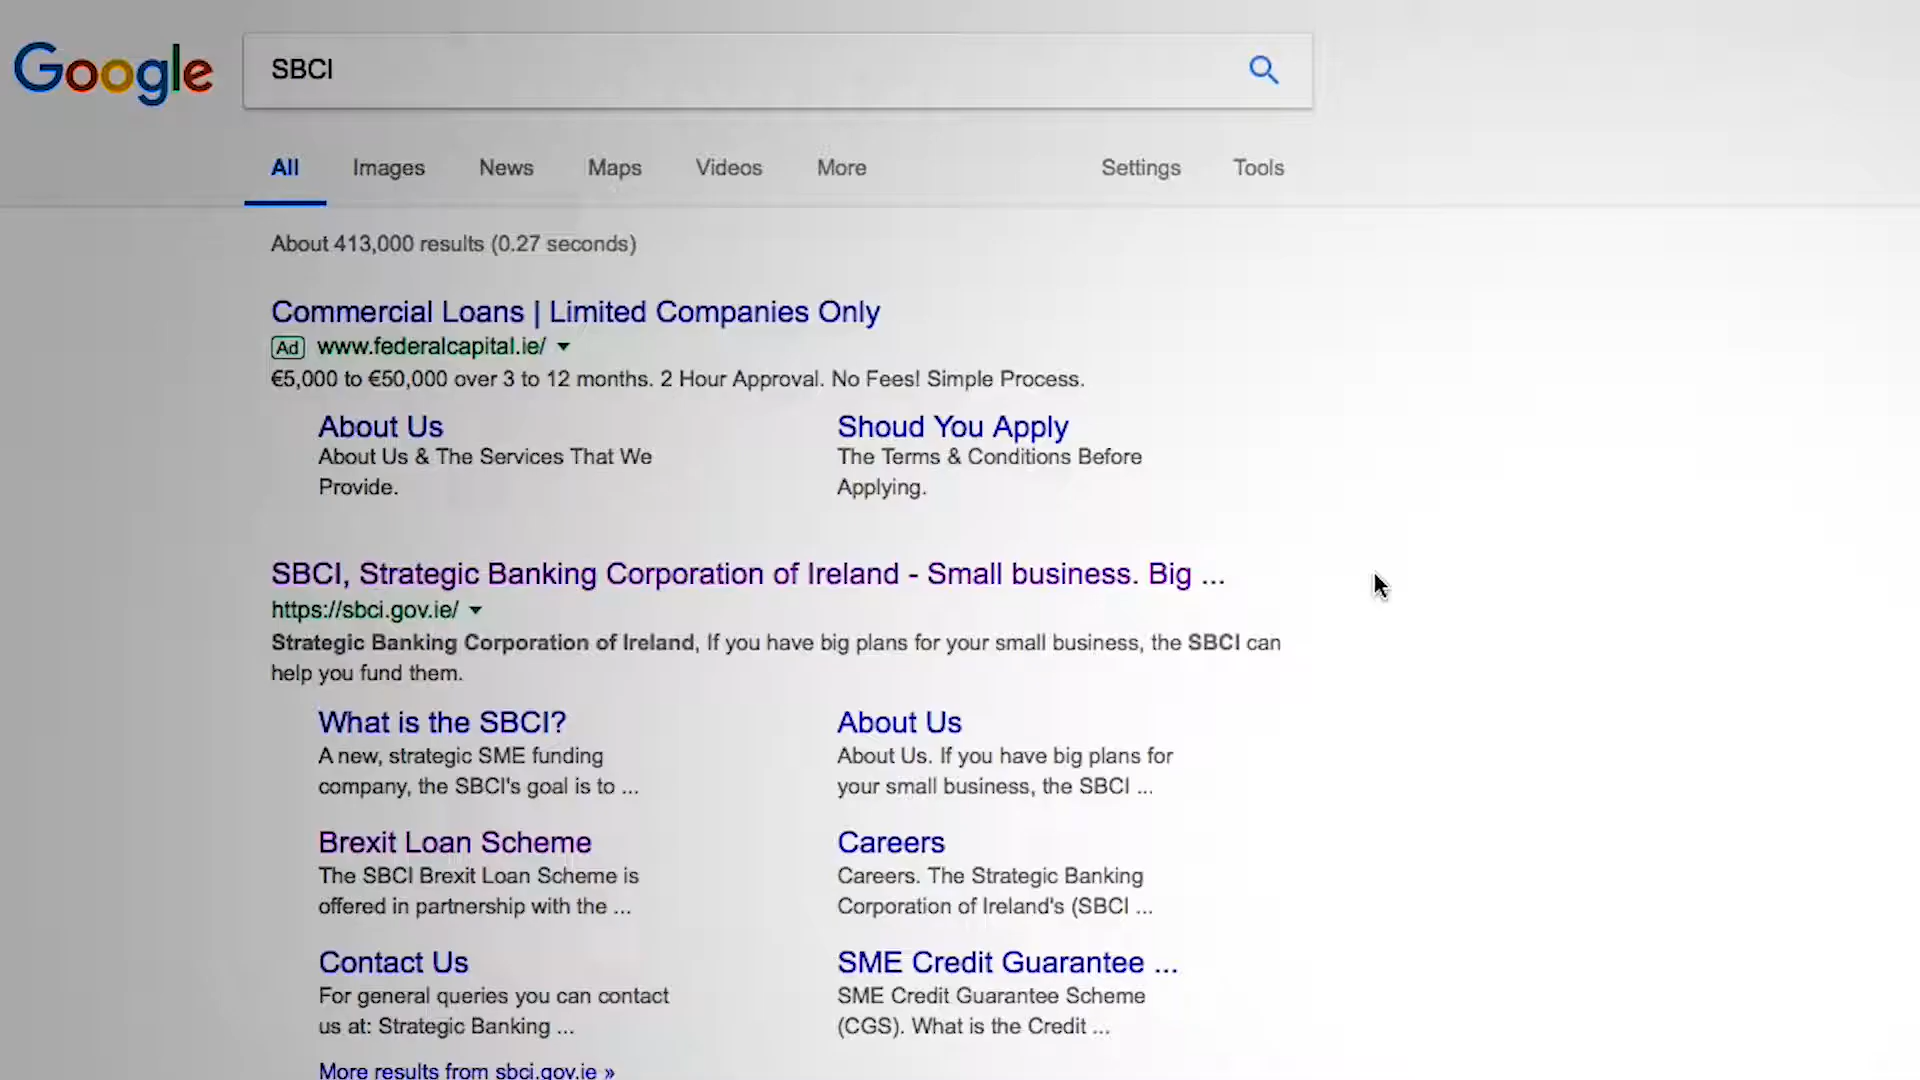 Google
SBCI
All Images News Maps Videos More Settings Tools
About 413,000 results (0.27 seconds)
Commercial Loans | Limited Companies Only
Ad www.federalcapital.ie/
€5,000 to €50,000 over 3 to 12 months. 2 Hour Approval. No Fees! Simple Process.
About Us
About Us & The Services That We
Provide.
Shoud You Apply
The Terms & Conditions Before
Applying.
SBCI, Strategic Banking Corporation of Ireland - Small business. Big ...
https://sbci.gov.ie/
Strategic Banking Corporation of Ireland, If you have big plans for your small business, the SBCI can
help you fund them.
What is the SBCI?
A new, strategic SME funding
company, the SBCI's goal is to ...
About Us
About Us. If you have big plans for
your small business, the SBCI ...
Brexit Loan Scheme
The SBCI Brexit Loan Scheme is
offered in partnership with the ...
Careers
Careers. The Strategic Banking
Corporation of Ireland's (SBCI ...
Contact Us
For general queries you can contact
us at: Strategic Banking ...
SME Credit Guarantee ...
SME Credit Guarantee Scheme
(CGS). What is the Credit ...
More results from sbci.gov.ie »